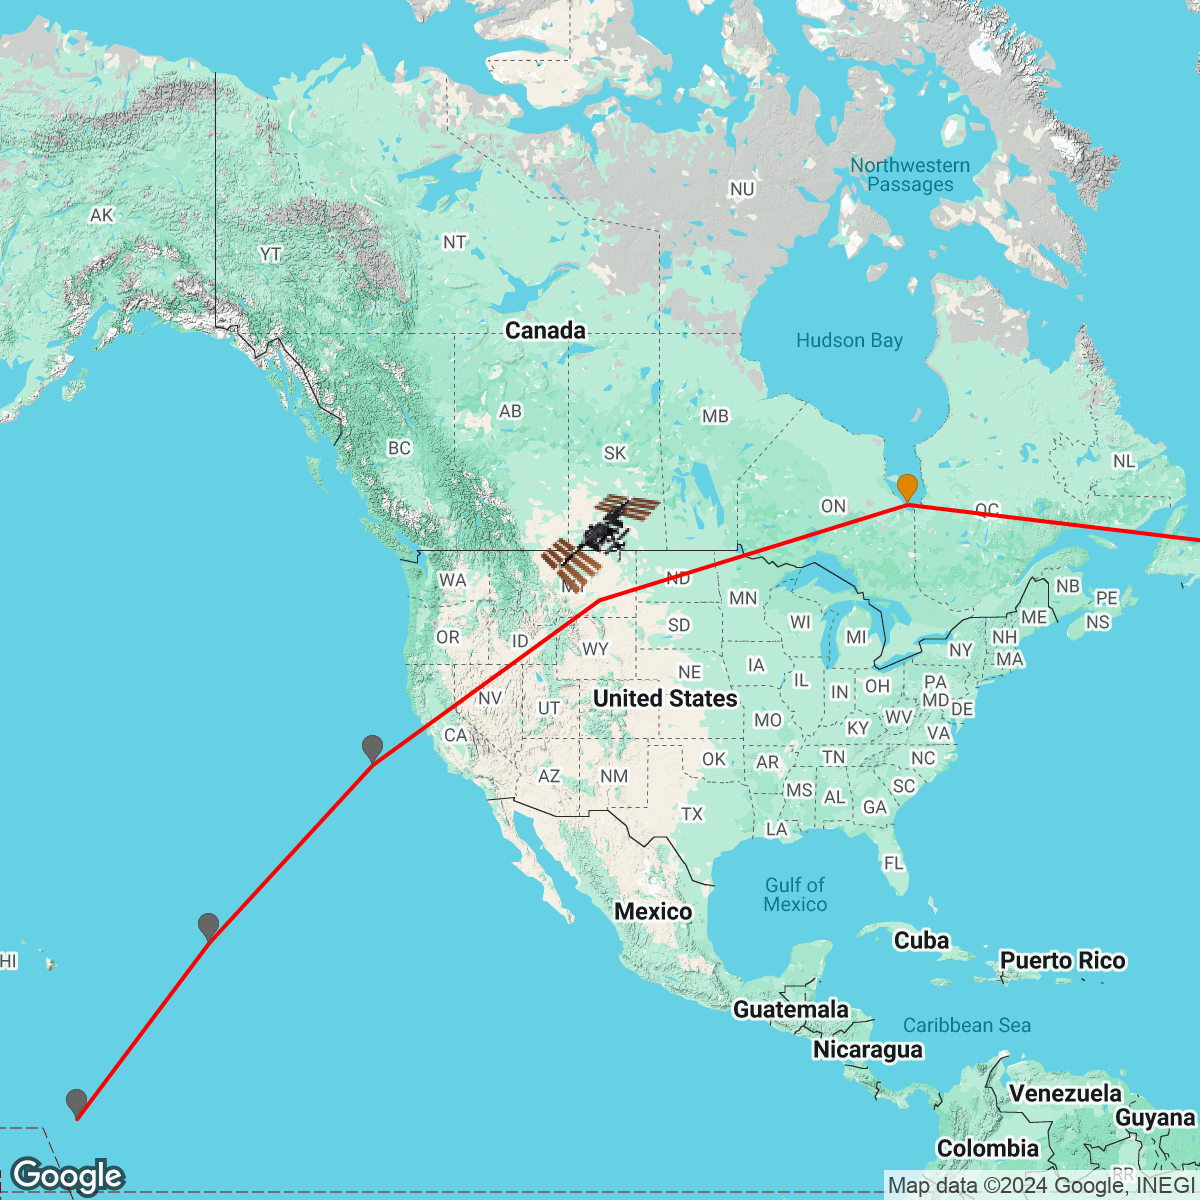 Northwestern
Passages
NU
AK
NT
YT
Canada
Hudson Bay
AB
MB
BC
SK
NL
ON
QC
WA
ND
MN
NB
PE
ME
NS
OR
ID
SD
WI
MI
NH
WY
NY
MA
NE
IA
IL
IN
OH
PA
United States
NV
UT
MD
DE
MO
KY
WV
VA
CA
OK
AR
TN
NC
AZ
NM
MS
AL
SC
GA
TX
LA
FL
Gulf of
Mexico
Mexico
Cuba
HI
Puerto Rico
Guatemala
Caribbean Sea
Nicaragua
Venezuela
Guyana
Colombia
RR
Google
Map data ©2024 Google, INEGI